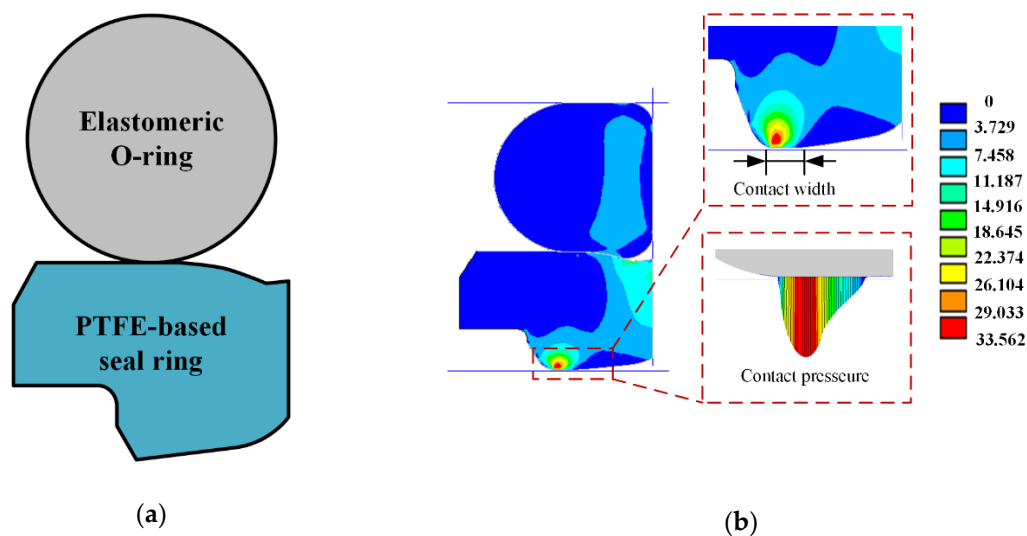 Elastomeric
O-ring
PTFE-based
seal ring
(a)
Contact width
Contact presseure
0
3.729
7.458
11.187
14.916
18.645
22.374
26.104
29.033
33.562
(b)